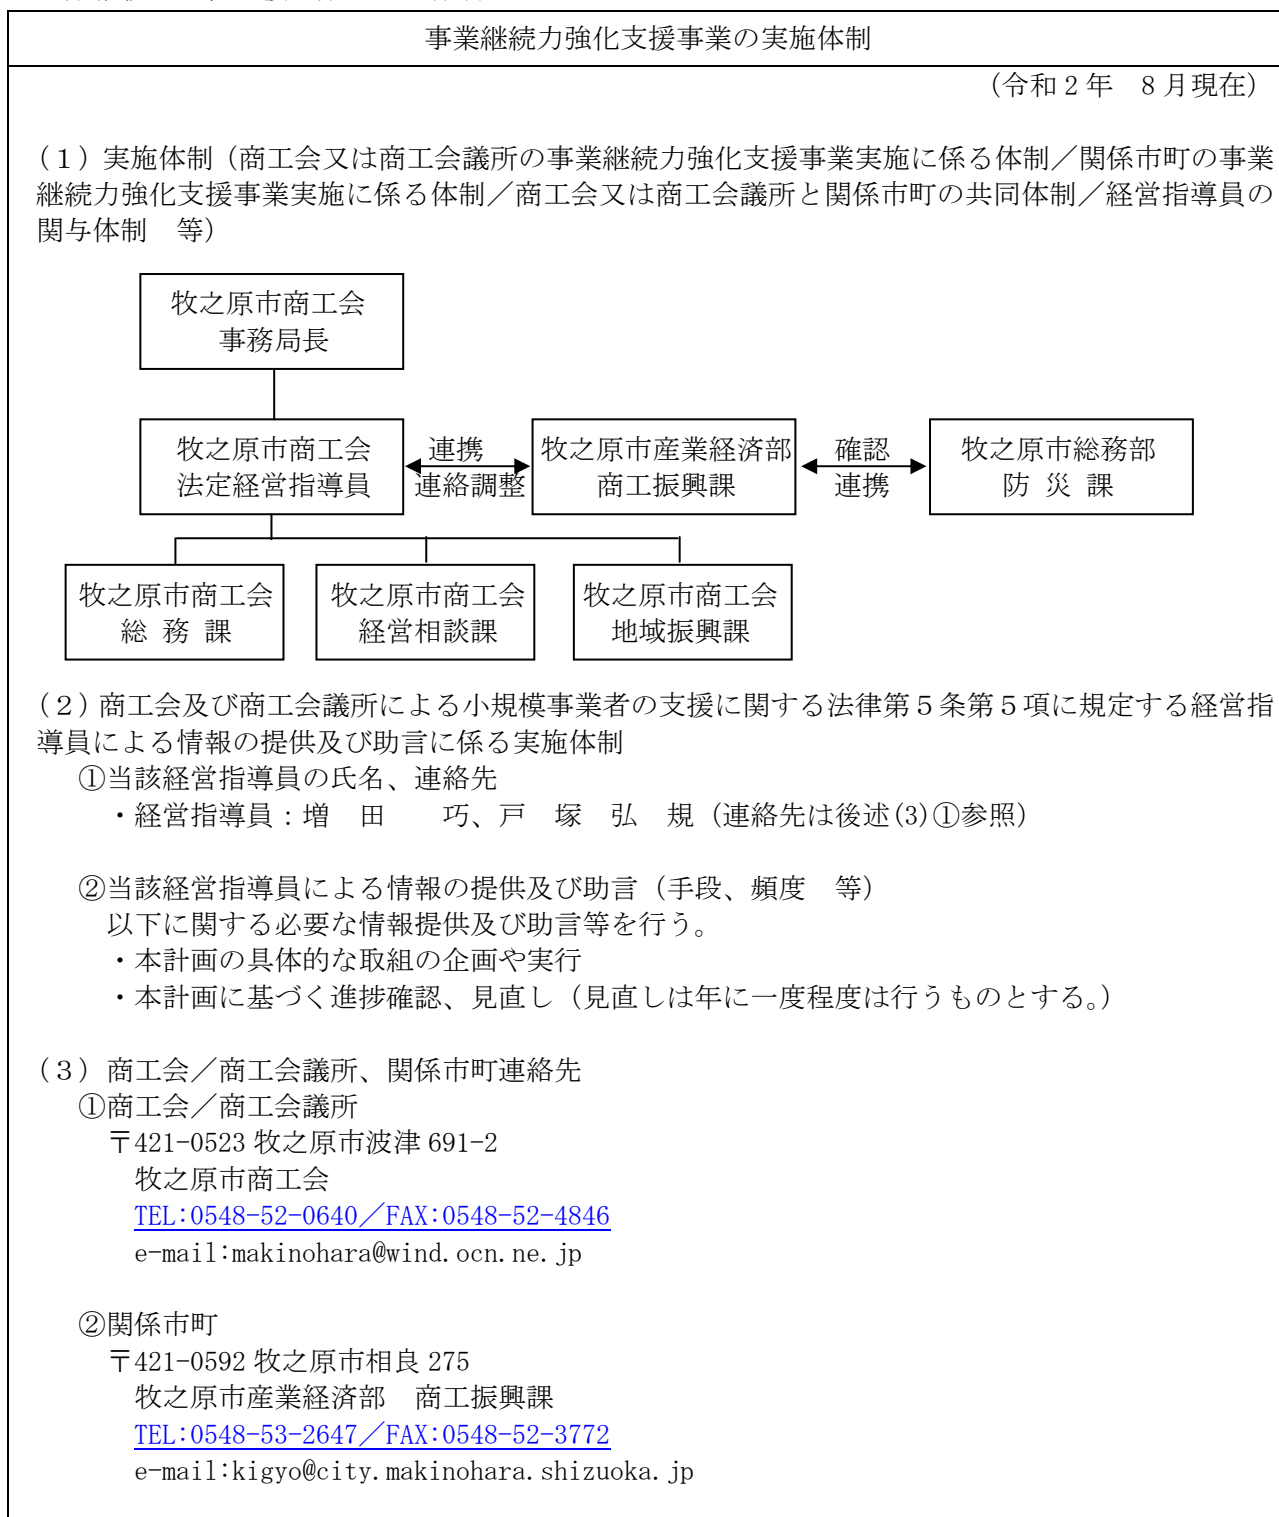 事業継続力強化支援事業の実施体制
(令和2年　8月現在)
(1)実施体制(商工会又は商工会議所の事業継続力強化支援事業実施に係る体制/関係市町の事業
継続力強化支援事業実施に係る体制/商工会又は商工会議所と関係市町の共同体制/経営指導員の
関与体制　等)
牧之原市商工会
事務局長
牧之原市商工会
法定経営指導員
連携
連絡調整
牧之原市産業経済部
商工振興課
確認
連携
牧之原市総務部
防 災 課
牧之原市商工会
総 務 課
牧之原市商工会
経営相談課
牧之原市商工会
地域振興課
(2)商工会及び商工会議所による小規模事業者の支援に関する法律第5条第5項に規定する経営指
導員による情報の提供及び助言に係る実施体制
①当該経営指導員の氏名、連絡先
・経営指導員:増　田　　巧、戸　塚　弘　規(連絡先は後述(3)①参照)
②当該経営指導員による情報の提供及び助言(手段、頻度　等)
以下に関する必要な情報提供及び助言等を行う。
・本計画の具体的な取組の企画や実行
・本計画に基づく進捗確認、見直し(見直しは年に一度程度は行うものとする。)
(3)商工会/商工会議所、関係市町連絡先
①商工会/商工会議所
〒421-0523 牧之原市波津 691-2
牧之原市商工会
TEL:0548-52-0640/FAX:0548-52-4846
e-mail:makinohara@wind.ocn.ne.jp
②関係市町
〒421-0592 牧之原市相良 275
牧之原市産業経済部　商工振興課
TEL:0548-53-2647/FAX:0548-52-3772
e-mail:kigyo@city.makinohara.shizuoka.jp